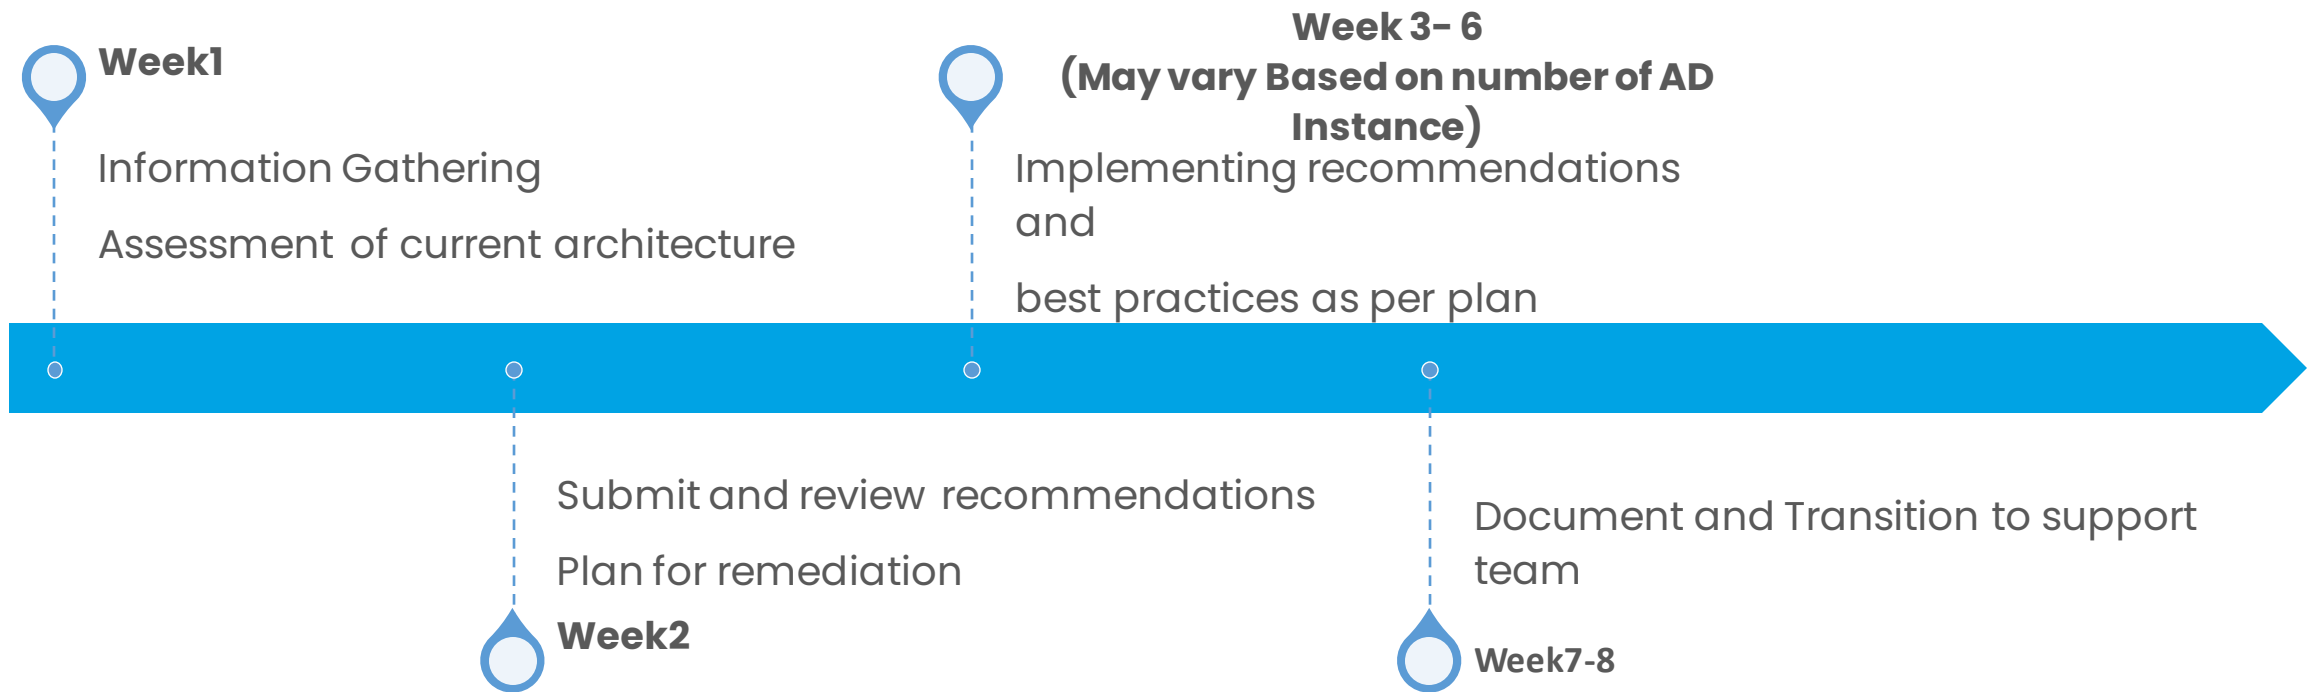 Week1
Information Gathering
Assessment of current architecture
Week 3- 6
(May vary Based on number of AD
Instance)
Implementing recommendations
and
best practices as per plan
Submit and review recommendations
Plan for remediation
Week2
Document and Transition to support
team
Week7-8